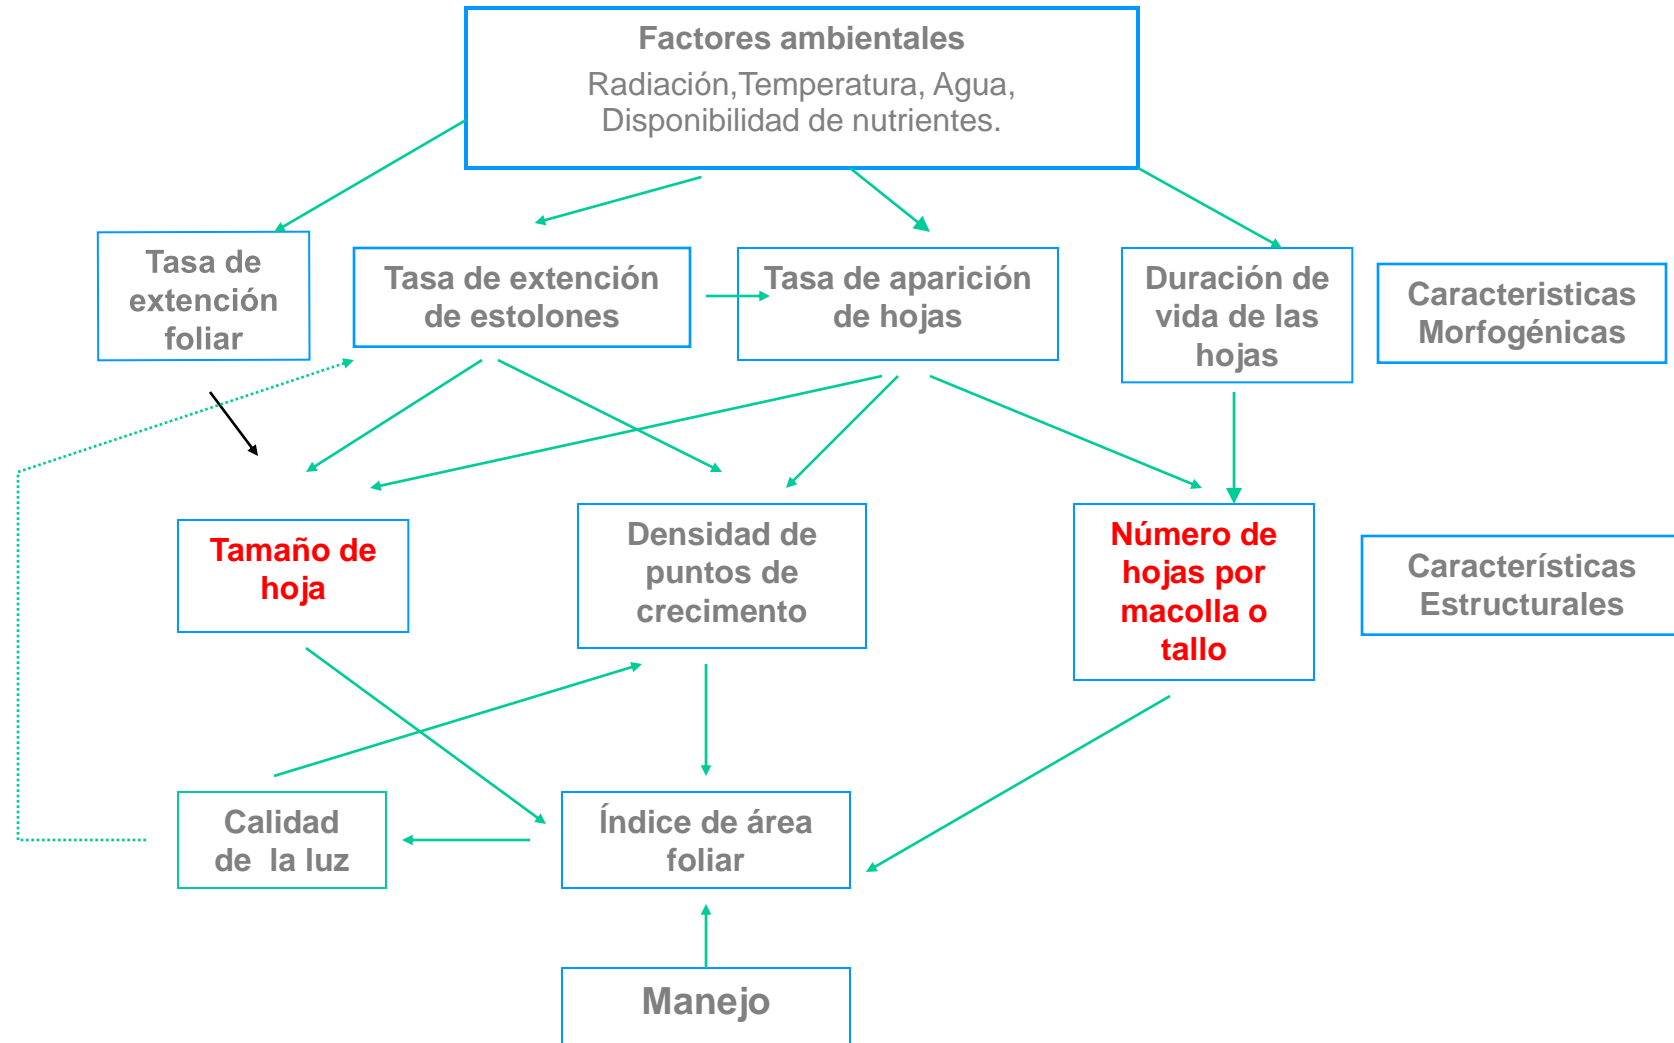 Factores ambientales
Radiación,Temperatura, Agua,
Disponibilidad de nutrientes.
Tasa de
extención
foliar
Tasa de extención
de estolones
Tasa de aparición
de hojas
Duración de
vida de las
hojas
Caracteristicas
Morfogénicas
Tamaño de
hoja
Densidad de
puntos de
crecimento
Número de
hojas por
macolla o
tallo
Características
Estructurales
Calidad
de la luz
Índice de área
foliar
Manejo